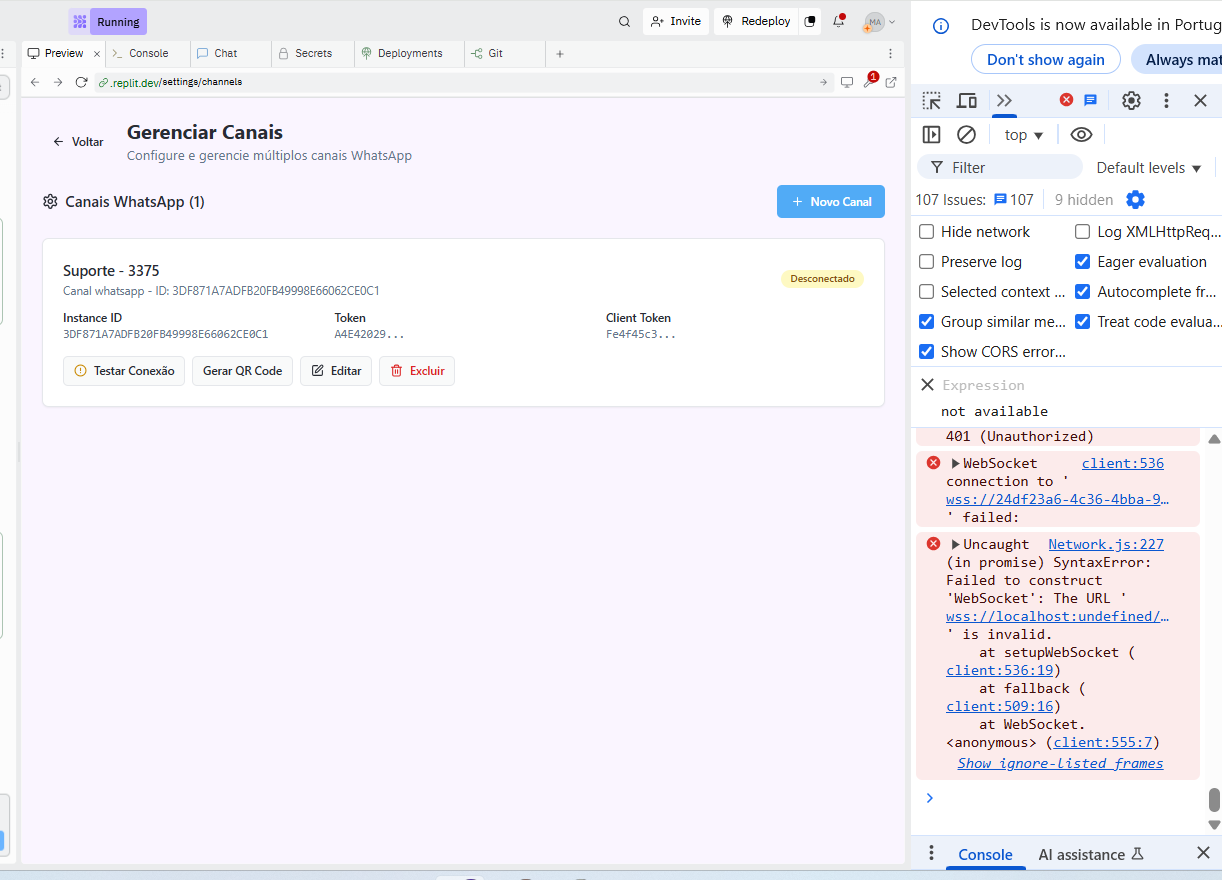 Running
Invite
Redeploy
MA
Preview
Console
Chat
Secrets
Deployments
Git
.replit.dev/settings/channels
1
Voltar
Gerenciar Canais
Configure e gerencie múltiplos canais WhatsApp
Canais WhatsApp (1)
Novo Canal
Suporte - 3375
Canal whatsapp - ID: 3DF871A7ADFB20FB49998E66062CE0C1
Desconectado
Instance ID
3DF871A7ADFB20FB49998E66062CE0C1
Token
A4E42029...
Client Token
Fe4f45c3...
Testar Conexão
Gerar QR Code
Editar
Excluir
DevTools is now available in Portug
Don't show again
Always mat
top
Filter
Default levels
107 Issues:
107
9 hidden
Hide network
Log XMLHttpReq...
Preserve log
Eager evaluation
Selected context ...
Autocomplete fr...
Group similar me...
Treat code evalua...
Show CORS error...
Expression
not available
401 (Unauthorized)
WebSocket client:536
connection to '
wss://24df23a6-4c36-4bba-9…
' failed:
Uncaught Network.js:227
(in promise) SyntaxError:
Failed to construct
'WebSocket': The URL '
wss://localhost:undefined/…
' is invalid.
at setupWebSocket (
client:536:19)
at fallback (
client:509:16)
at WebSocket.
<anonymous> (client:555:7)
Show ignore-listed frames
Console
AI assistance